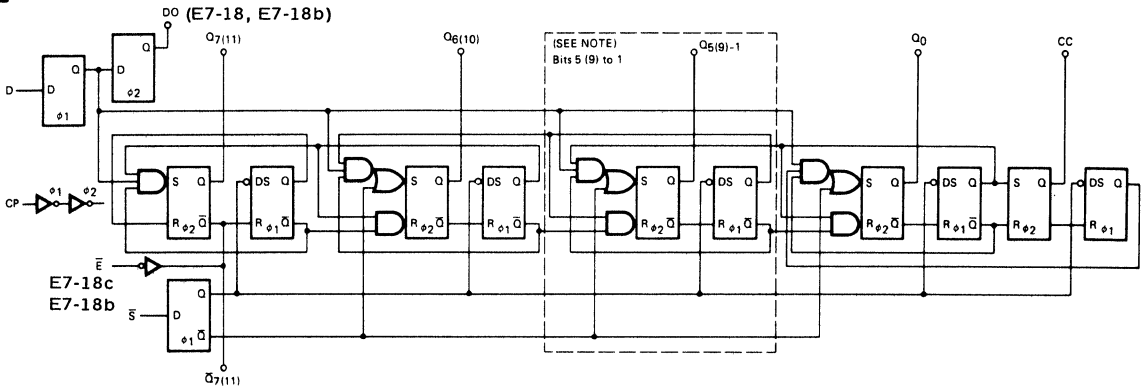 DO (E7-18, E7-18b)
Q7(11)
Q6(10)
(SEE NOTE)
Bits 5 (9) to 1
Q5(9)-1
Q0
CC
D
D Q
φ1
D Q
φ2
CP
φ1
φ2
S Q
R φ2 Q̅
DS Q
R φ1 Q̅
S Q
R φ2 Q̅
DS Q
R φ1 Q̅
S Q
R φ2 Q̅
DS Q
R φ1 Q̅
S Q
R φ2 Q̅
DS Q
R φ1 Q̅
S Q
R φ2 Q̅
DS Q
R φ1
E̅
E7-18c
E7-18b
S̅
Q
D
φ1 Q̅
Q̅7(11)